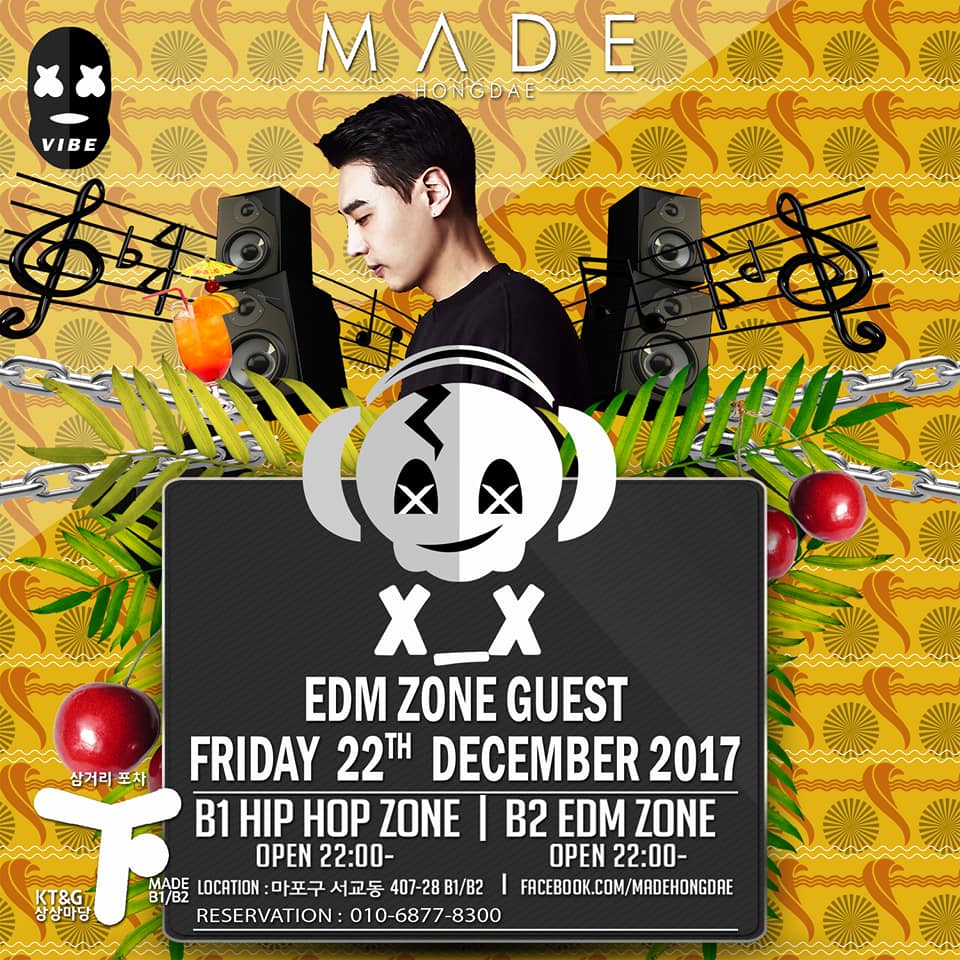 MADE
HONGDAE
VIBE
X_X
EDM ZONE GUEST
FRIDAY 22TH DECEMBER 2017
B1 HIP HOP ZONE | B2 EDM ZONE
OPEN 22:00- OPEN 22:00-
LOCATION : 마포구 서교동 407-28 B1/B2 | FACEBOOK.COM/MADEHONGDAE
RESERVATION : 010-6877-8300
삼거리 포차
KT&G
상상마당
MADE
B1/B2